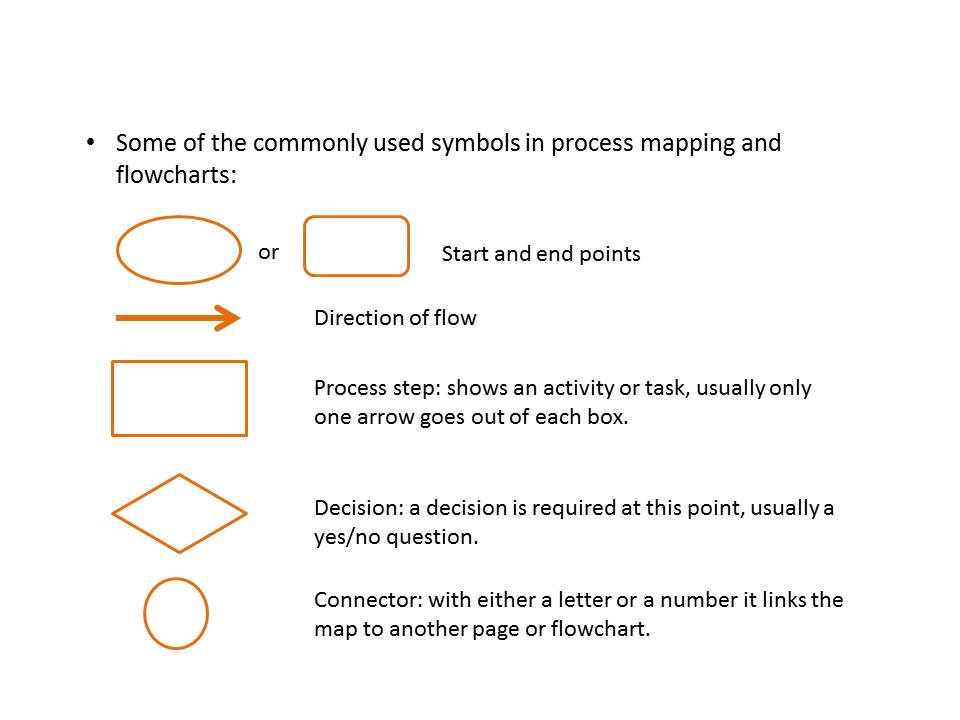 • Some of the commonly used symbols in process mapping and
flowcharts:
or
Start and end points
Direction of flow
Process step: shows an activity or task, usually only
one arrow goes out of each box.
Decision: a decision is required at this point, usually a
yes/no question.
Connector: with either a letter or a number it links the
map to another page or flowchart.